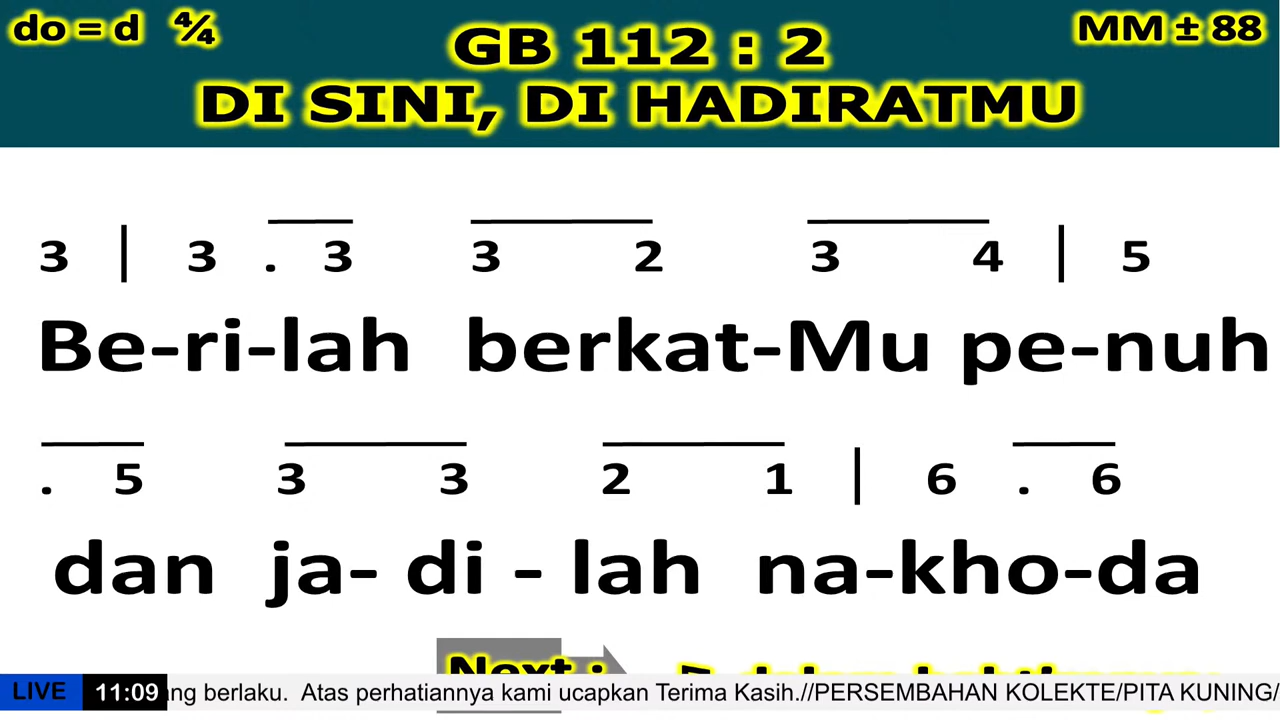 do = d 4/4
MM ± 88
GB 112 : 2
DI SINI, DI HADIRATMU
3 | 3 . 3 3 2 3 4 | 5
Be-ri-lah berkat-Mu pe-nuh
. 5 3 3 2 1 | 6 . 6
dan ja- di - lah na-kho-da
Next :
LIVE 11:09 ang berlaku. Atas perhatiannya kami ucapkan Terima Kasih.//PERSEMBAHAN KOLEKTE/PITA KUNING/